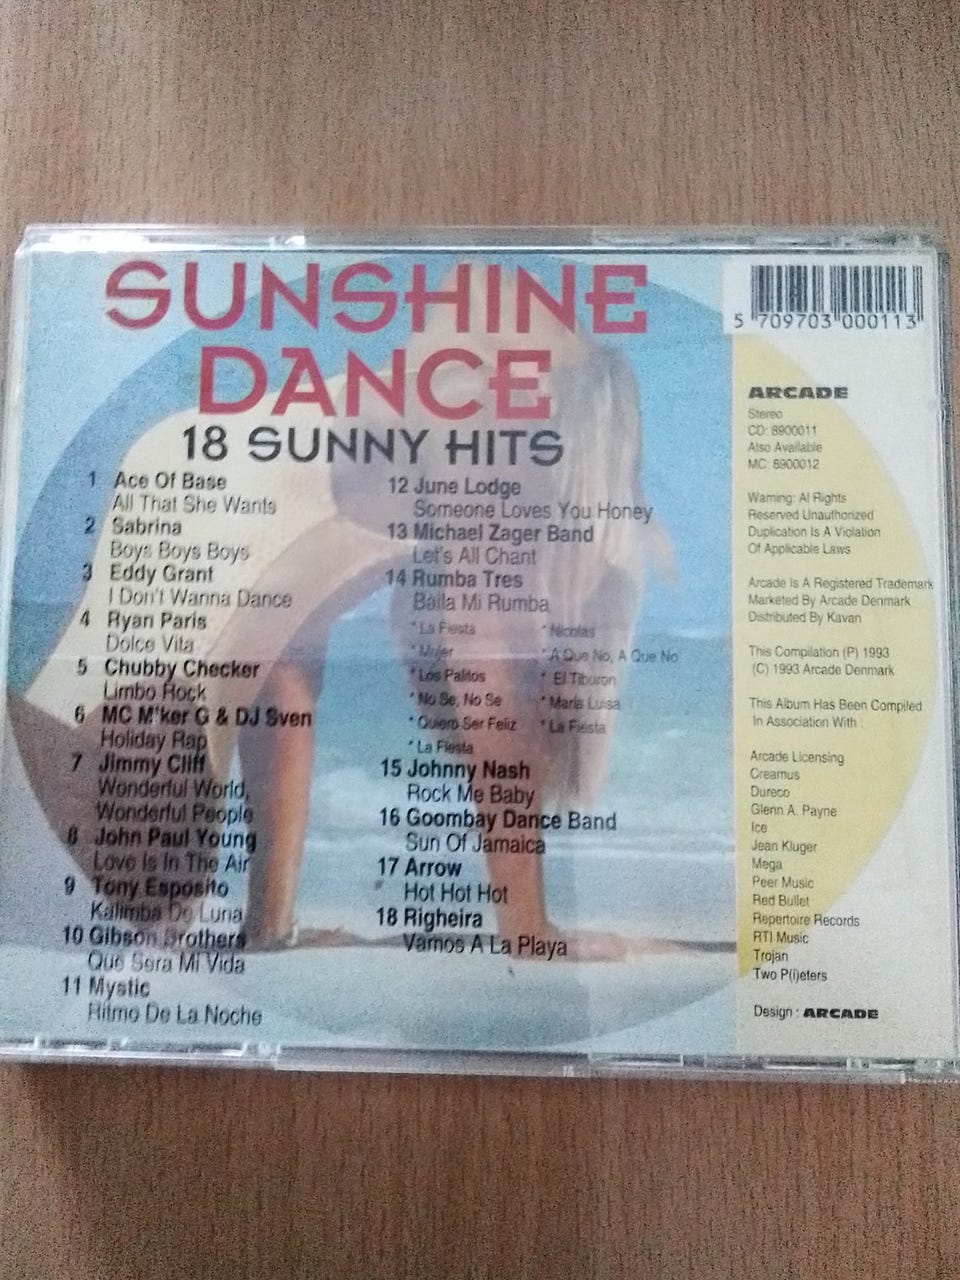 SUNSHINE
DANCE
18 SUNNY HITS
1 Ace Of Base
All That She Wants
2 Sabrina
Boys Boys Boys
3 Eddy Grant
I Don't Wanna Dance
4 Ryan Paris
Dolce Vita
5 Chubby Checker
Limbo Rock
6 MC M'ker G & DJ Sven
Holiday Rap
7 Jimmy Cliff
Wonderful World,
Wonderful People
8 John Paul Young
Love Is In The Air
9 Tony Esposito
Kalimba De Luna
10 Gibson Brothers
Que Sera Mi Vida
11 Mystic
Ritmo De La Noche
12 June Lodge
Someone Loves You Honey
13 Michael Zager Band
Let's All Chant
14 Rumba Tres
Baila Mi Rumba
* La Fiesta
* Mujer
* Los Palitos
* No Se, No Se
* Quiero Ser Feliz
* La Fiesta
* Nicolas
* A Que No, A Que No
* El Tiburon
* Maria Luisa
* La Fiesta
15 Johnny Nash
Rock Me Baby
16 Goombay Dance Band
Sun Of Jamaica
17 Arrow
Hot Hot Hot
18 Righeira
Vamos A La Playa
5 709703 000113
ARCADE
Stereo
CD: 8900011
Also Available
MC: 8900012
Warning: Al Rights
Reserved Unauthorized
Duplication Is A Violation
Of Applicable Laws
Arcade Is A Registered Trademark
Marketed By Arcade Denmark
Distributed By Kavan
This Compilation (P) 1993
(C) 1993 Arcade Denmark
This Album Has Been Compiled
In Association With :
Arcade Licensing
Creamus
Dureco
Glenn A. Payne
Ice
Jean Kluger
Mega
Peer Music
Red Bullet
Repertoire Records
RTI Music
Trojan
Two P(i)eters
Design : ARCADE